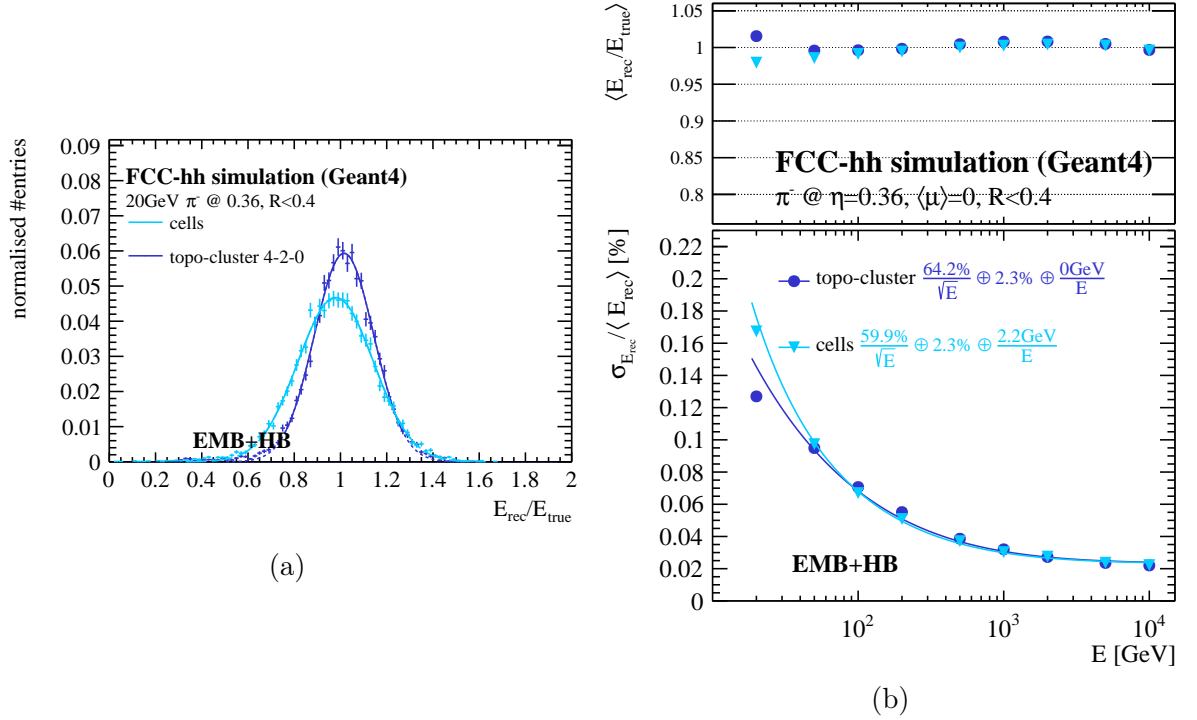 normalised #entries
0.09
0.08
0.07
0.06
0.05
0.04
0.03
0.02
0.01
0
FCC-hh simulation (Geant4)
20GeV π⁻ @ 0.36, R<0.4
cells
topo-cluster 4-2-0
EMB+HB
0 0.2 0.4 0.6 0.8 1 1.2 1.4 1.6 1.8 2
E_rec/E_true
(a)
⟨E_rec/E_true⟩
1.05
1
0.95
0.9
0.85
0.8
FCC-hh simulation (Geant4)
π⁻ @ η=0.36, ⟨μ⟩=0, R<0.4
σ_E_rec/⟨E_rec⟩ [%]
0.22
0.2
0.18
0.16
0.14
0.12
0.1
0.08
0.06
0.04
0.02
0
topo-cluster 64.2%/√E ⊕ 2.3% ⊕ 0GeV/E
cells 59.9%/√E ⊕ 2.3% ⊕ 2.2GeV/E
EMB+HB
10² 10³ 10⁴
E [GeV]
(b)